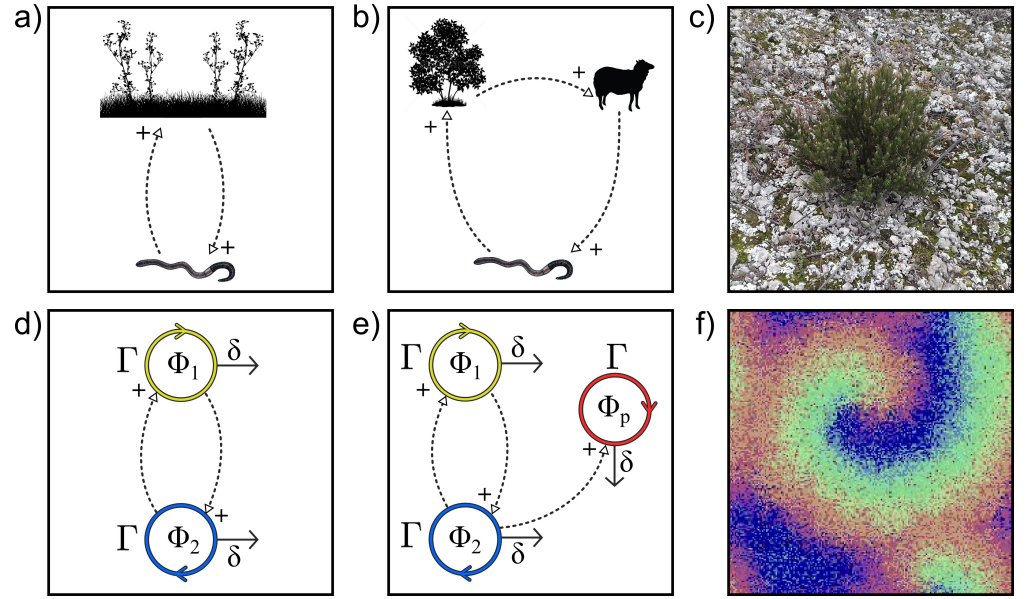 a)
+
+
b)
+
+
+
c)
d)
Γ
Φ1
δ
+
+
Γ
Φ2
δ
e)
Γ
Φ1
δ
+
Γ
Φp
+
δ
+
Γ
Φ2
δ
f)